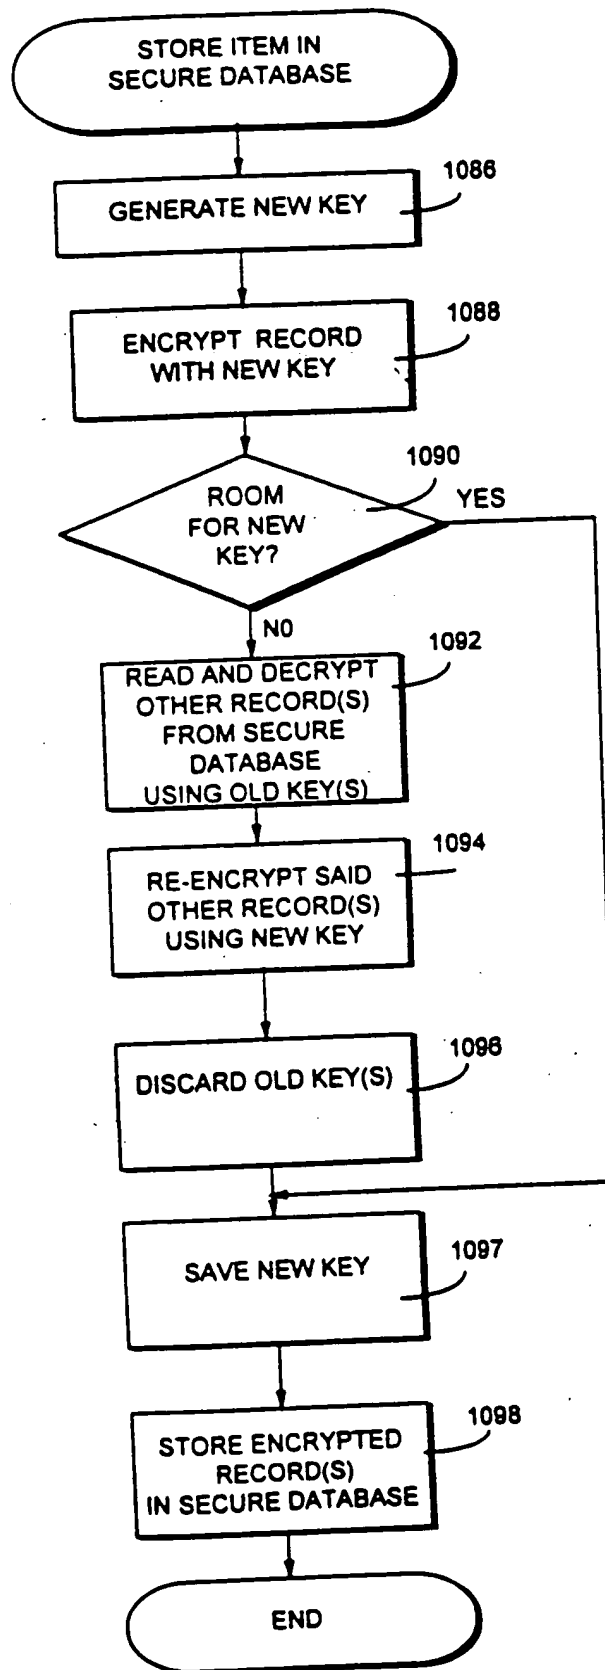 STORE ITEM IN
SECURE DATABASE
1086
GENERATE NEW KEY
1088
ENCRYPT RECORD
WITH NEW KEY
1090
ROOM
FOR NEW
KEY?
YES
NO
1092
READ AND DECRYPT
OTHER RECORD(S)
FROM SECURE
DATABASE
USING OLD KEY(S)
1094
RE-ENCRYPT SAID
OTHER RECORD(S)
USING NEW KEY
1096
DISCARD OLD KEY(S)
1097
SAVE NEW KEY
1098
STORE ENCRYPTED
RECORD(S)
IN SECURE DATABASE
END